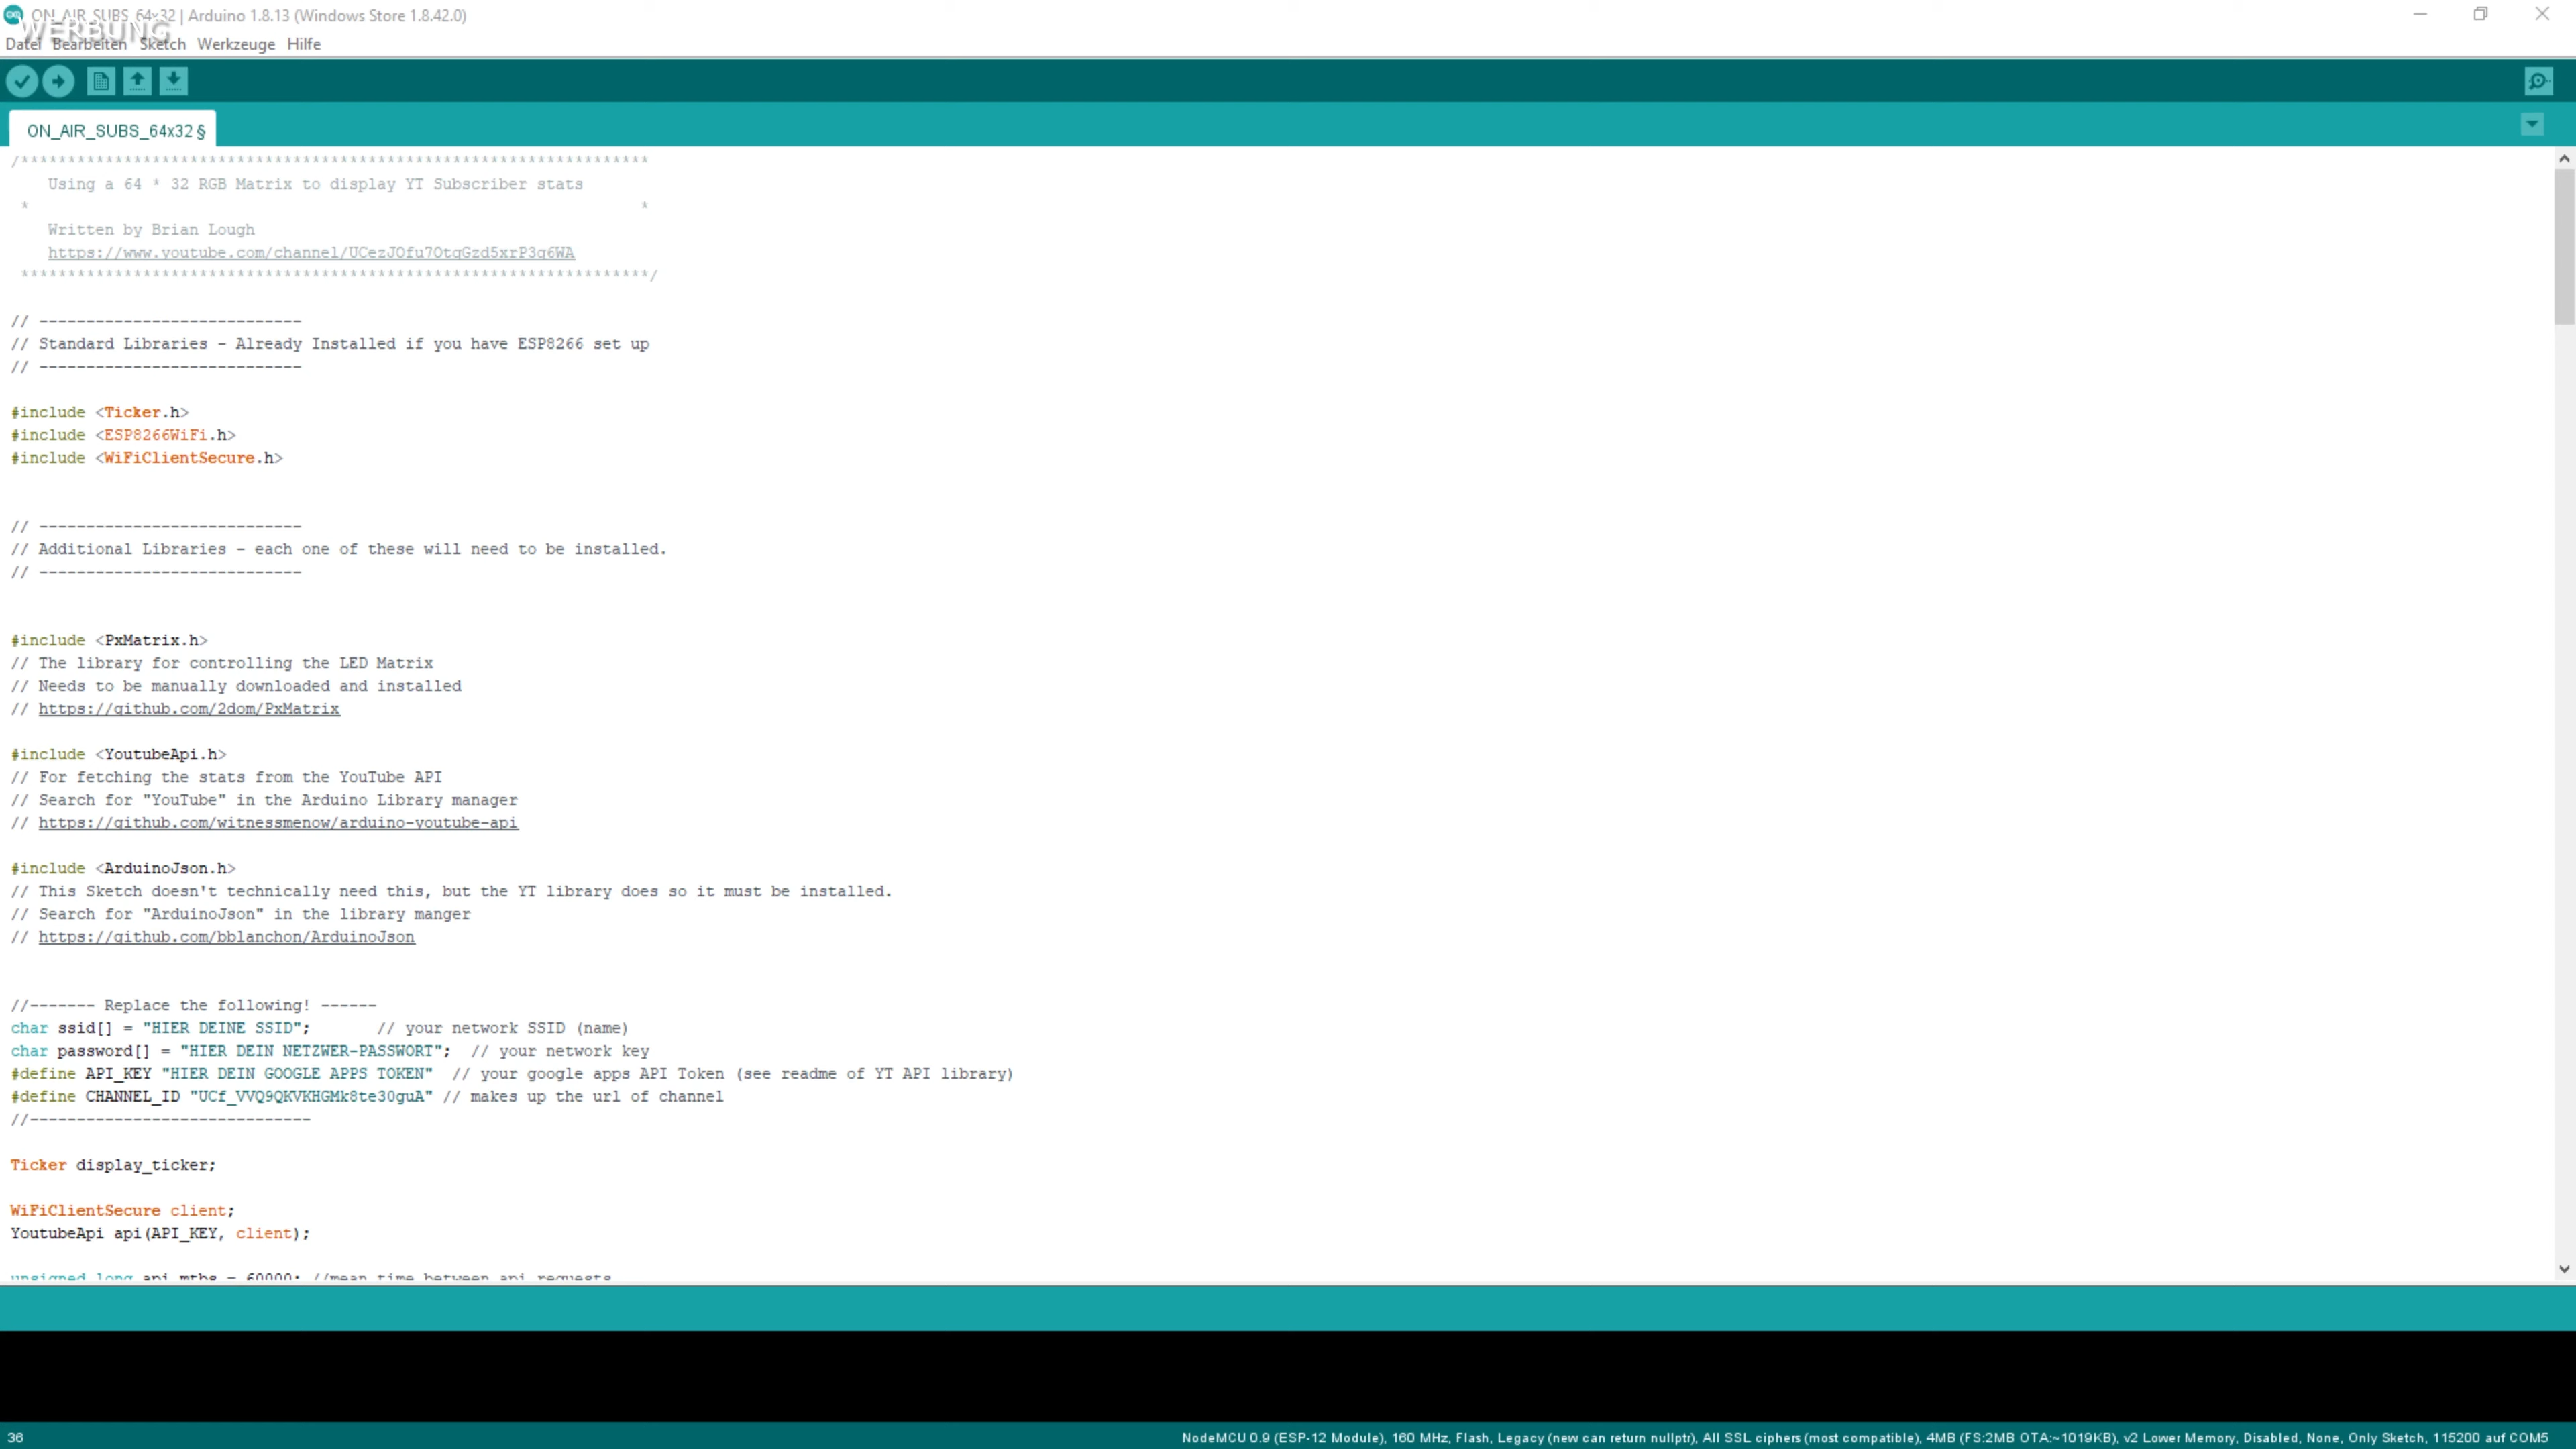 ON_AIR_SUBS_64x32 | Arduino 1.8.13 (Windows Store 1.8.42.0)
WERBUNG
Datei Bearbeiten Sketch Werkzeuge Hilfe
ON_AIR_SUBS_64x32 §
/*******************************************************************
Using a 64 * 32 RGB Matrix to display YT Subscriber stats
* *
Written by Brian Lough
https://www.youtube.com/channel/UCezJOfu7OtqGzd5xrP3q6WA
*******************************************************************/
// ----------------------------
// Standard Libraries - Already Installed if you have ESP8266 set up
// ----------------------------
#include <Ticker.h>
#include <ESP8266WiFi.h>
#include <WiFiClientSecure.h>
// ----------------------------
// Additional Libraries - each one of these will need to be installed.
// ----------------------------
#include <PxMatrix.h>
// The library for controlling the LED Matrix
// Needs to be manually downloaded and installed
// https://github.com/2dom/PxMatrix
#include <YoutubeApi.h>
// For fetching the stats from the YouTube API
// Search for "YouTube" in the Arduino Library manager
// https://github.com/witnessmenow/arduino-youtube-api
#include <ArduinoJson.h>
// This Sketch doesn't technically need this, but the YT library does so it must be installed.
// Search for "ArduinoJson" in the library manger
// https://github.com/bblanchon/ArduinoJson
//------- Replace the following! ------
char ssid[] = "HIER DEINE SSID"; // your network SSID (name)
char password[] = "HIER DEIN NETZWER-PASSWORT"; // your network key
#define API_KEY "HIER DEIN GOOGLE APPS TOKEN" // your google apps API Token (see readme of YT API library)
#define CHANNEL_ID "UCf_VVQ9QKVKHGMk8te30guA" // makes up the url of channel
//------------------------------
Ticker display_ticker;
WiFiClientSecure client;
YoutubeApi api(API_KEY, client);
unsigned long api_mtbs = 60000; //mean time between api requests
36
NodeMCU 0.9 (ESP-12 Module), 160 MHz, Flash, Legacy (new can return nullptr), All SSL ciphers (most compatible), 4MB (FS:2MB OTA:~1019KB), v2 Lower Memory, Disabled, None, Only Sketch, 115200 auf COM5